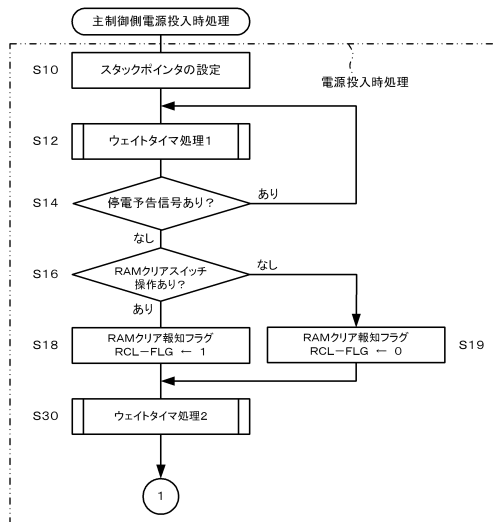 主制御側電源投入時処理
電源投入時処理
S10
スタックポインタの設定
S12
ウェイトタイマ処理1
S14
停電予告信号あり?
あり
なし
S16
RAMクリアスイッチ
操作あり?
なし
あり
S18
RAMクリア報知フラグ
RCL-FLG ← 1
RAMクリア報知フラグ
RCL-FLG ← 0
S19
S30
ウェイトタイマ処理2
1